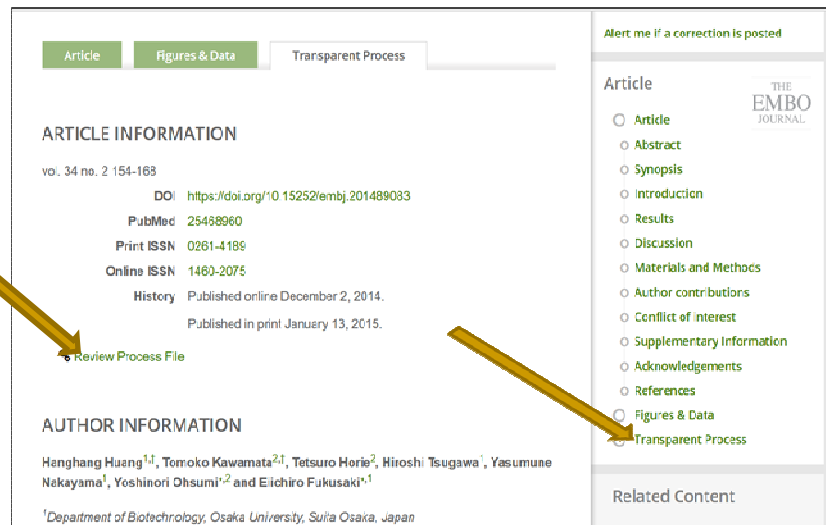 Article
Figures & Data
Transparent Process
ARTICLE INFORMATION
vol. 34 no. 2 154-168
DOI https://doi.org/10.15252/embj.201489083
PubMed 25468960
Print ISSN 0261-4189
Online ISSN 1460-2075
History Published online December 2, 2014.
Published in print January 13, 2015.
Review Process File
AUTHOR INFORMATION
Hanghang Huang1,†, Tomoko Kawamata2,†, Tetsuro Horie2, Hiroshi Tsugawa1, Yasumune
Nakayama1, Yoshinori Ohsumi*,2 and Eiichiro Fukusaki*,1
1Department of Biotechnology, Osaka University, Suita Osaka, Japan
Alert me if a correction is posted
Article
THE
EMBO
JOURNAL
Article
Abstract
Synopsis
Introduction
Results
Discussion
Materials and Methods
Author contributions
Conflict of Interest
Supplementary Information
Acknowledgements
References
Figures & Data
Transparent Process
Related Content